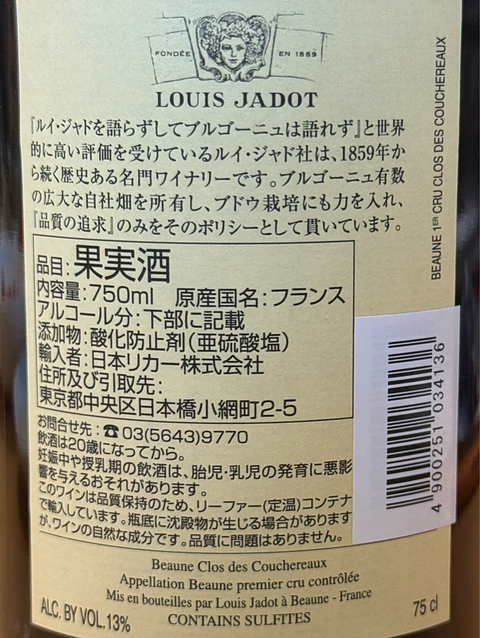 FONDÉE EN 1859
LOUIS JADOT
『ルイ・ジャドを語らずしてブルゴーニュは語れず』と世界
的に高い評価を受けているルイ・ジャド社は、1859年か
ら続く歴史ある名門ワイナリーです。ブルゴーニュ有数
の広大な自社畑を所有し、ブドウ栽培にも力を入れ、
『品質の追求』のみをそのポリシーとして貫いています。
品目:果実酒
内容量:750ml 原産国名:フランス
アルコール分:下部に記載
添加物:酸化防止剤(亜硫酸塩)
輸入者:日本リカー株式会社
住所及び引取先:
東京都中央区日本橋小網町2-5
お問合せ先:☎03(5643)9770
飲酒は20歳になってから。
妊娠中や授乳期の飲酒は、胎児・乳児の発育に悪影
響を与えるおそれがあります。
このワインは品質保持のため、リーファー(定温)コンテナ
で輸入しています。瓶底に沈殿物が生じる場合があります
が、ワインの自然な成分です。品質に問題はありません。
Beaune Clos des Couchereaux
Appellation Beaune premier cru contrôlée
Mis en bouteilles par Louis Jadot à Beaune - France
ALC. BY VOL.13% CONTAINS SULFITES 75 cl
BEAUNE 1ER CRU CLOS DES COUCHEREAUX
4 900251 034136